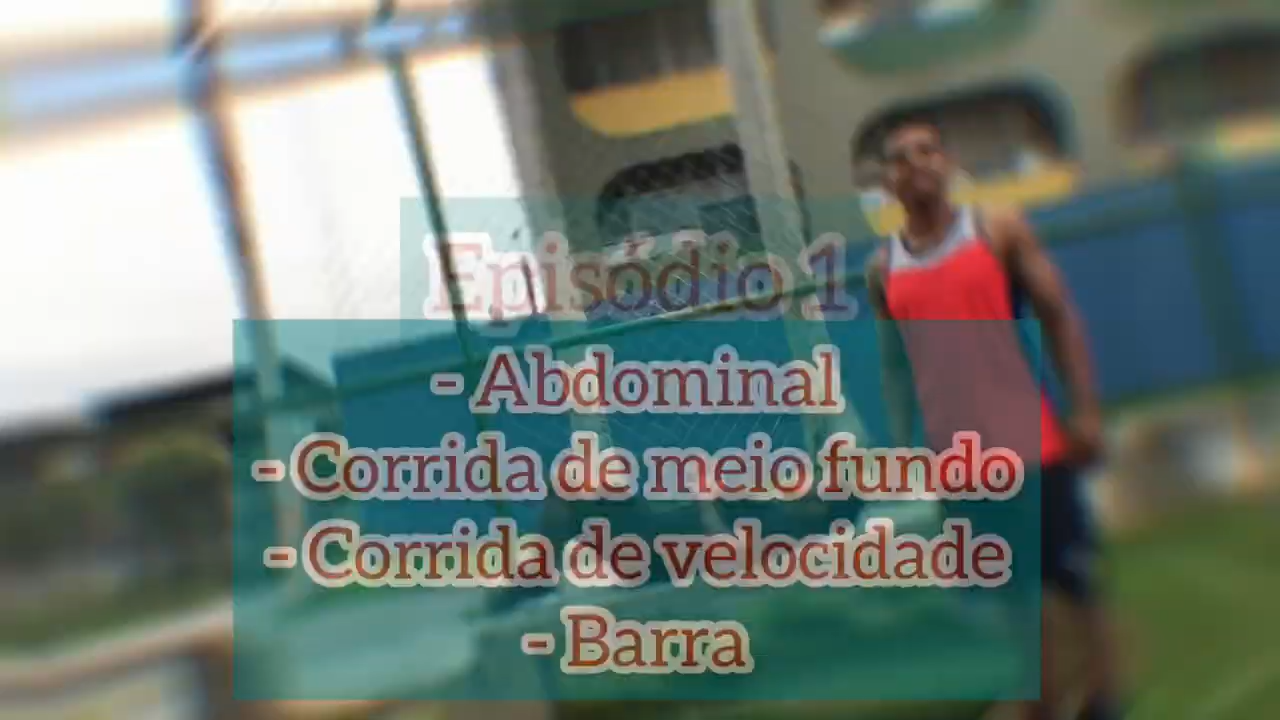 Episódio 1
- Abdominal
- Corrida de meio fundo
- Corrida de velocidade
- Barra